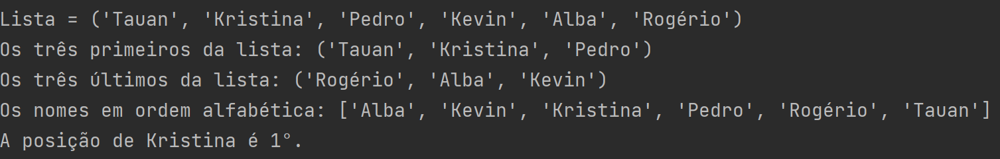 Lista = ('Tauan', 'Kristina', 'Pedro', 'Kevin', 'Alba', 'Rogério')
Os três primeiros da lista: ('Tauan', 'Kristina', 'Pedro')
Os três últimos da lista: ('Rogério', 'Alba', 'Kevin')
Os nomes em ordem alfabética: ['Alba', 'Kevin', 'Kristina', 'Pedro', 'Rogério', 'Tauan']
A posição de Kristina é 1°.